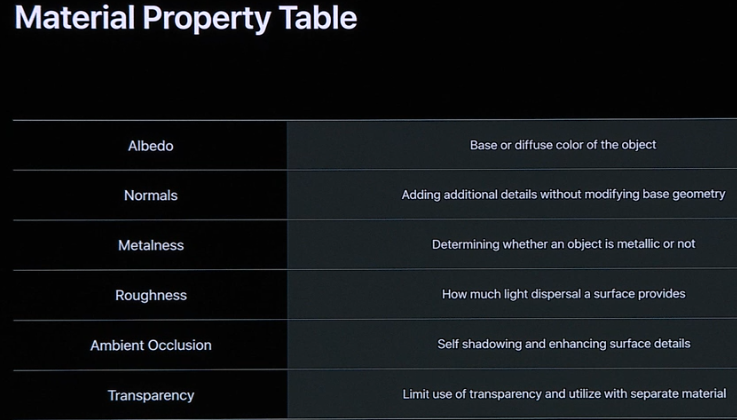 Material Property Table
Albedo Base or diffuse color of the object
Normals Adding additional details without modifying base geometry
Metalness Determining whether an object is metallic or not
Roughness How much light dispersal a surface provides
Ambient Occlusion Self shadowing and enhancing surface details
Transparency Limit use of transparency and utilize with separate material